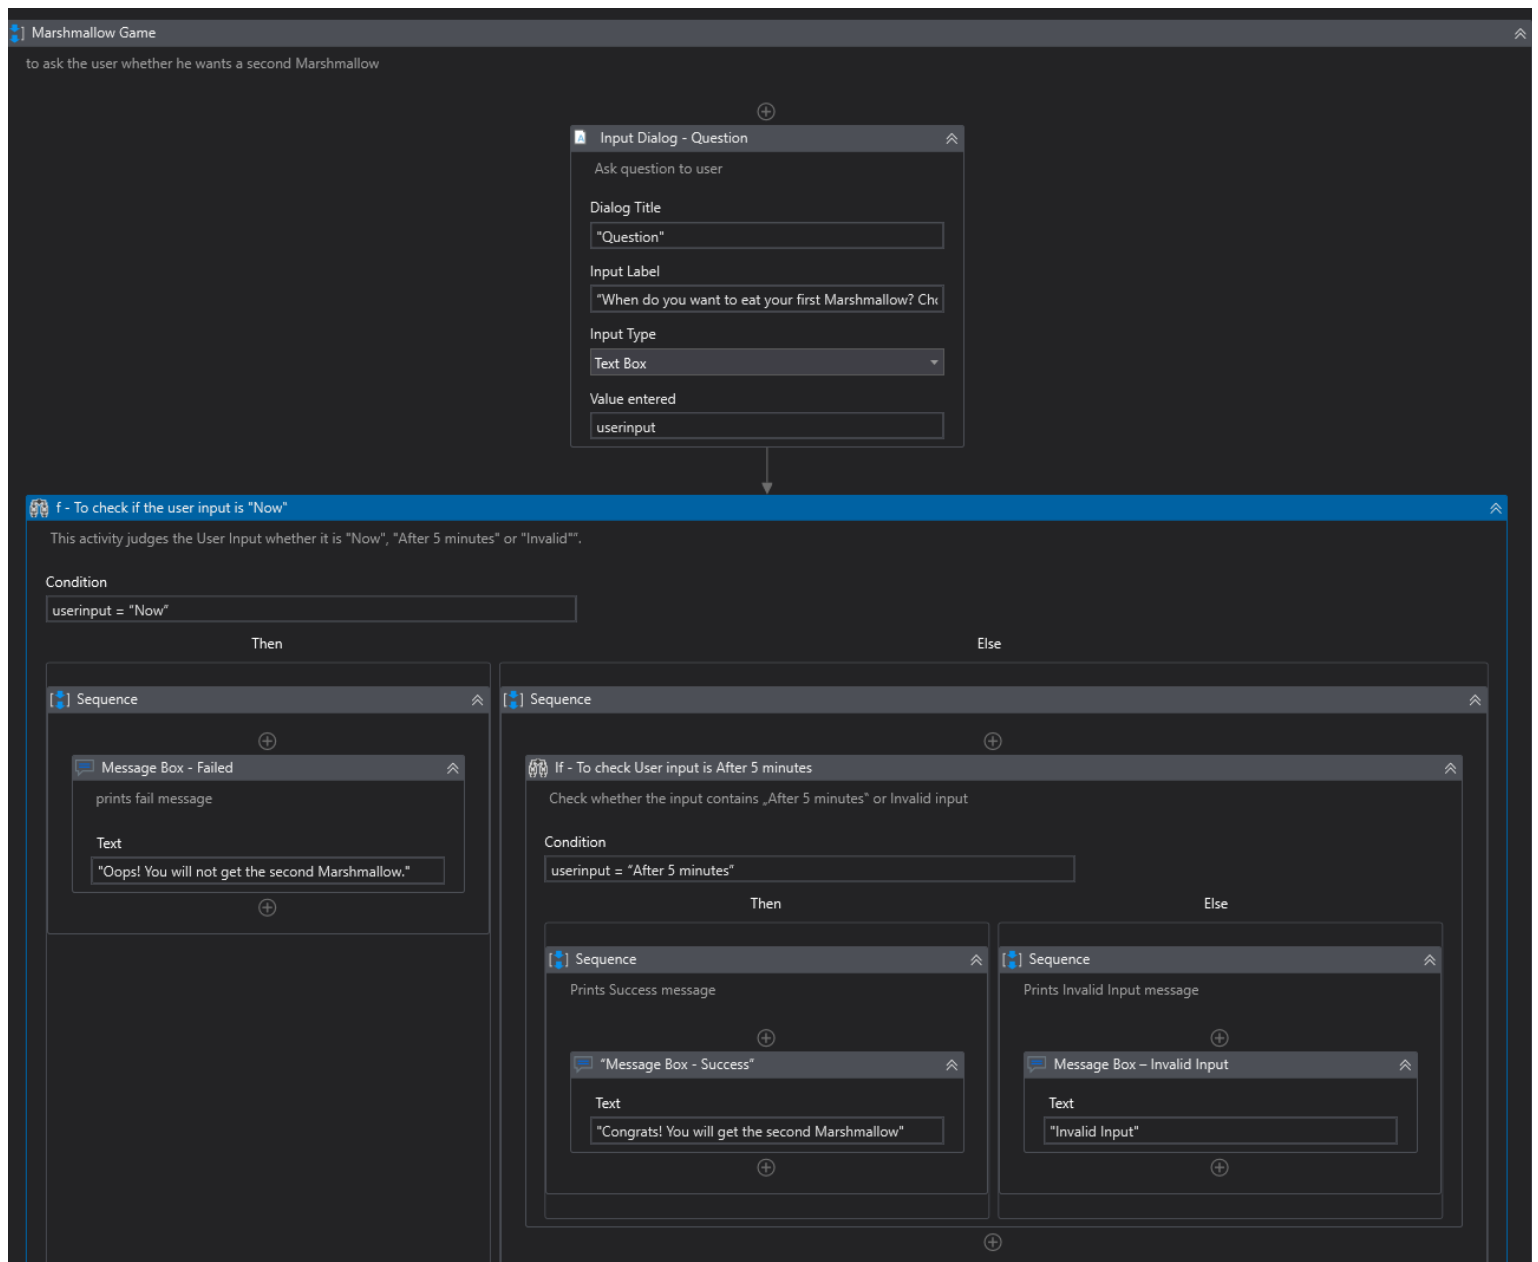 Marshmallow Game
to ask the user whether he wants a second Marshmallow
Input Dialog - Question
Ask question to user
Dialog Title
"Question"
Input Label
"When do you want to eat your first Marshmallow?
Input Type
Text Box
Value entered
userinput
f - To check if the user input is "Now"
This activity judges the User Input whether it is "Now", "After 5 minutes" or "Invalid"".
Condition
userinput = “Now”
Then
Else
Sequence
Message Box - Failed
prints fail message
Text
"Oops! You will not get the second Marshmallow."
Sequence
If - To check User input is After 5 minutes
Check whether the input contains „After 5 minutes“ or Invalid input
Condition
userinput = “After 5 minutes”
Then
Else
Sequence
Prints Success message
“Message Box - Success”
Text
"Congrats! You will get the second Marshmallow"
Sequence
Prints Invalid Input message
Message Box – Invalid Input
Text
"Invalid Input"